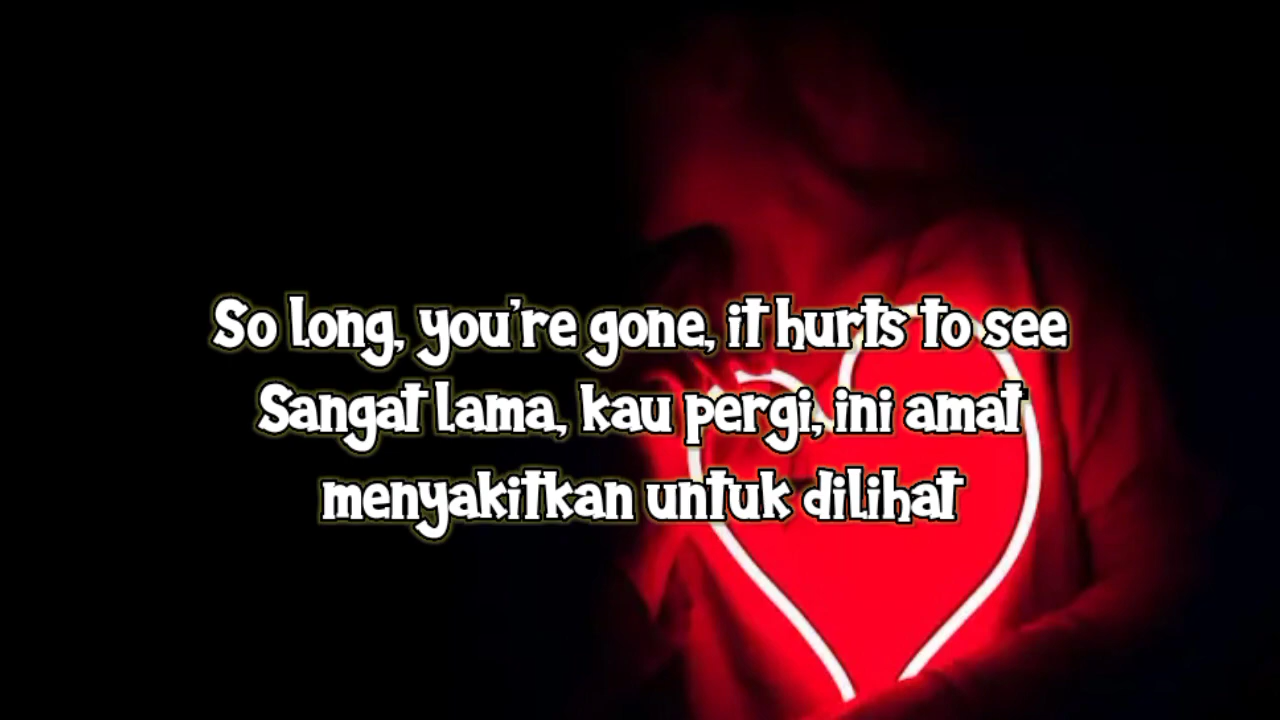 So long, you're gone, it hurts to see
Sangat lama, kau pergi, ini amat
menyakitkan untuk dilihat